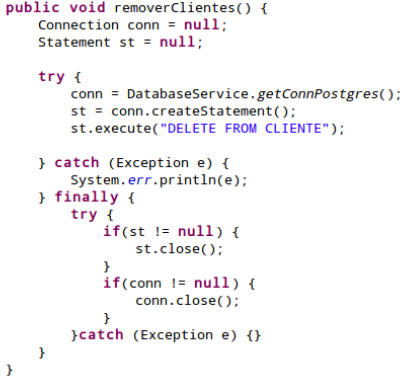 public void removerClientes() {
    Connection conn = null;
    Statement st = null;

    try {
        conn = DatabaseService.getConnPostgres();
        st = conn.createStatement();
        st.execute("DELETE FROM CLIENTE");

    } catch (Exception e) {
        System.err.println(e);
    } finally {
        try {
            if(st != null) {
                st.close();
            }
            if(conn != null) {
                conn.close();
            }
        }catch (Exception e) {}
    }
}